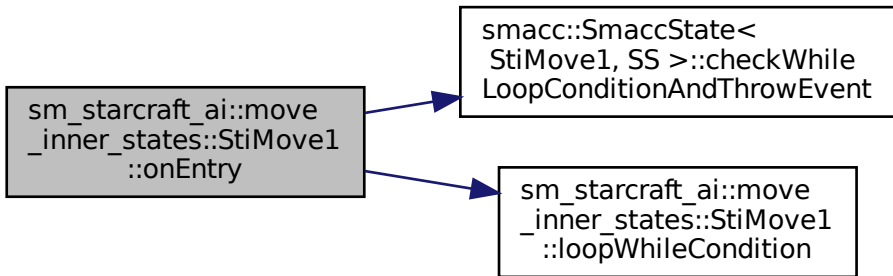 sm_starcraft_ai::move
_inner_states::StiMove1
::onEntry
smacc::SmaccState<
StiMove1, SS >::checkWhile
LoopConditionAndThrowEvent
sm_starcraft_ai::move
_inner_states::StiMove1
::loopWhileCondition